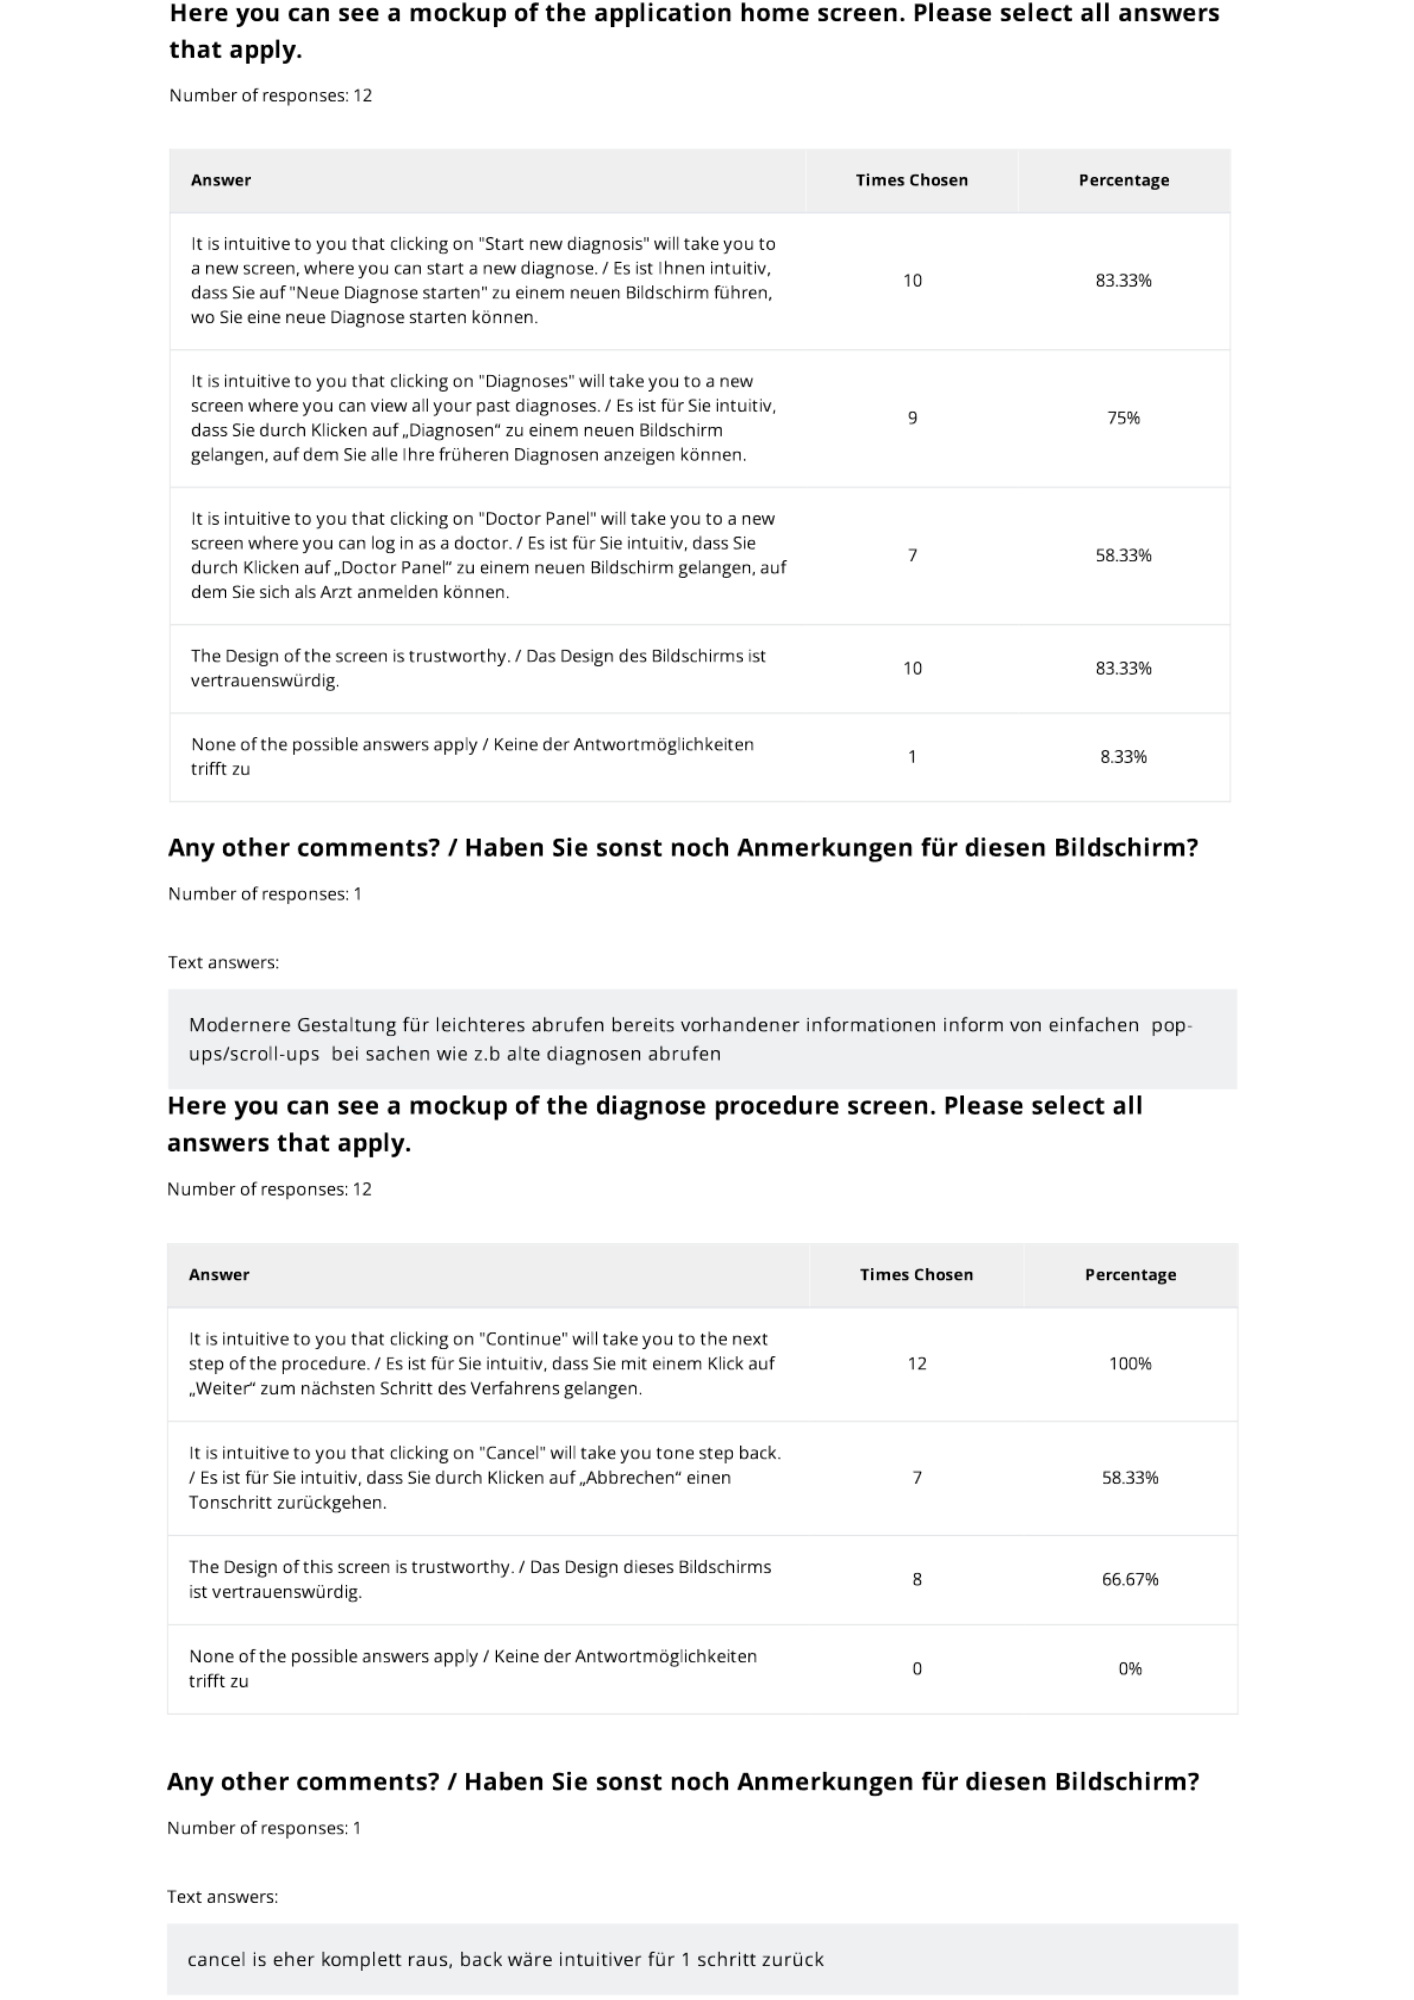 Here you can see a mockup of the application home screen. Please select all answers
that apply.
Number of responses: 12
Answer Times Chosen Percentage
It is intuitive to you that clicking on "Start new diagnosis" will take you to
a new screen, where you can start a new diagnose. / Es ist Ihnen intuitiv,
dass Sie auf "Neue Diagnose starten" zu einem neuen Bildschirm führen,
wo Sie eine neue Diagnose starten können.
10 83.33%
It is intuitive to you that clicking on "Diagnoses" will take you to a new
screen where you can view all your past diagnoses. / Es ist für Sie intuitiv,
dass Sie durch Klicken auf „Diagnosen“ zu einem neuen Bildschirm
gelangen, auf dem Sie alle Ihre früheren Diagnosen anzeigen können.
9 75%
It is intuitive to you that clicking on "Doctor Panel" will take you to a new
screen where you can log in as a doctor. / Es ist für Sie intuitiv, dass Sie
durch Klicken auf „Doctor Panel“ zu einem neuen Bildschirm gelangen, auf
dem Sie sich als Arzt anmelden können.
7 58.33%
The Design of the screen is trustworthy. / Das Design des Bildschirms ist
vertrauenswürdig.
10 83.33%
None of the possible answers apply / Keine der Antwortmöglichkeiten
trifft zu
1 8.33%
Any other comments? / Haben Sie sonst noch Anmerkungen für diesen Bildschirm?
Number of responses: 1
Text answers:
Modernere Gestaltung für leichteres abrufen bereits vorhandener informationen inform von einfachen pop-
ups/scroll-ups bei sachen wie z.b alte diagnosen abrufen
Here you can see a mockup of the diagnose procedure screen. Please select all
answers that apply.
Number of responses: 12
Answer Times Chosen Percentage
It is intuitive to you that clicking on "Continue" will take you to the next
step of the procedure. / Es ist für Sie intuitiv, dass Sie mit einem Klick auf
„Weiter“ zum nächsten Schritt des Verfahrens gelangen.
12 100%
It is intuitive to you that clicking on "Cancel" will take you tone step back.
/ Es ist für Sie intuitiv, dass Sie durch Klicken auf „Abbrechen“ einen
Tonschritt zurückgehen.
7 58.33%
The Design of this screen is trustworthy. / Das Design dieses Bildschirms
ist vertrauenswürdig.
8 66.67%
None of the possible answers apply / Keine der Antwortmöglichkeiten
trifft zu
0 0%
Any other comments? / Haben Sie sonst noch Anmerkungen für diesen Bildschirm?
Number of responses: 1
Text answers:
cancel is eher komplett raus, back wäre intuitiver für 1 schritt zurück